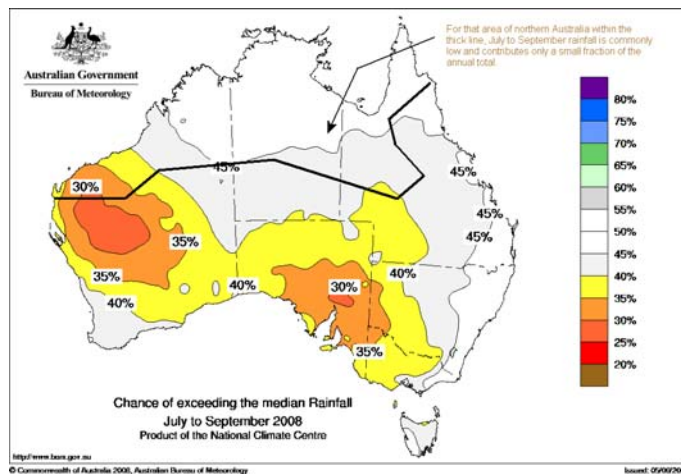 For that area of northern Australia within the
thick line, July to September rainfall is commonly
low and contributes only a small fraction of the
annual total.
Australian Government
Bureau of Meteorology
80%
75%
70%
65%
60%
55%
45%
40%
35%
30%
20%
45%
45%
45%
45%
30%
35%
35%
40%
40%
30%
40%
35%
Chance of exceeding the median Rainfall
July to September 2008
Product of the National Climate Centre
http://www.bom.gov.au
© Commonwealth of Australia 2008, Australian Bureau of Meteorology
Issued: